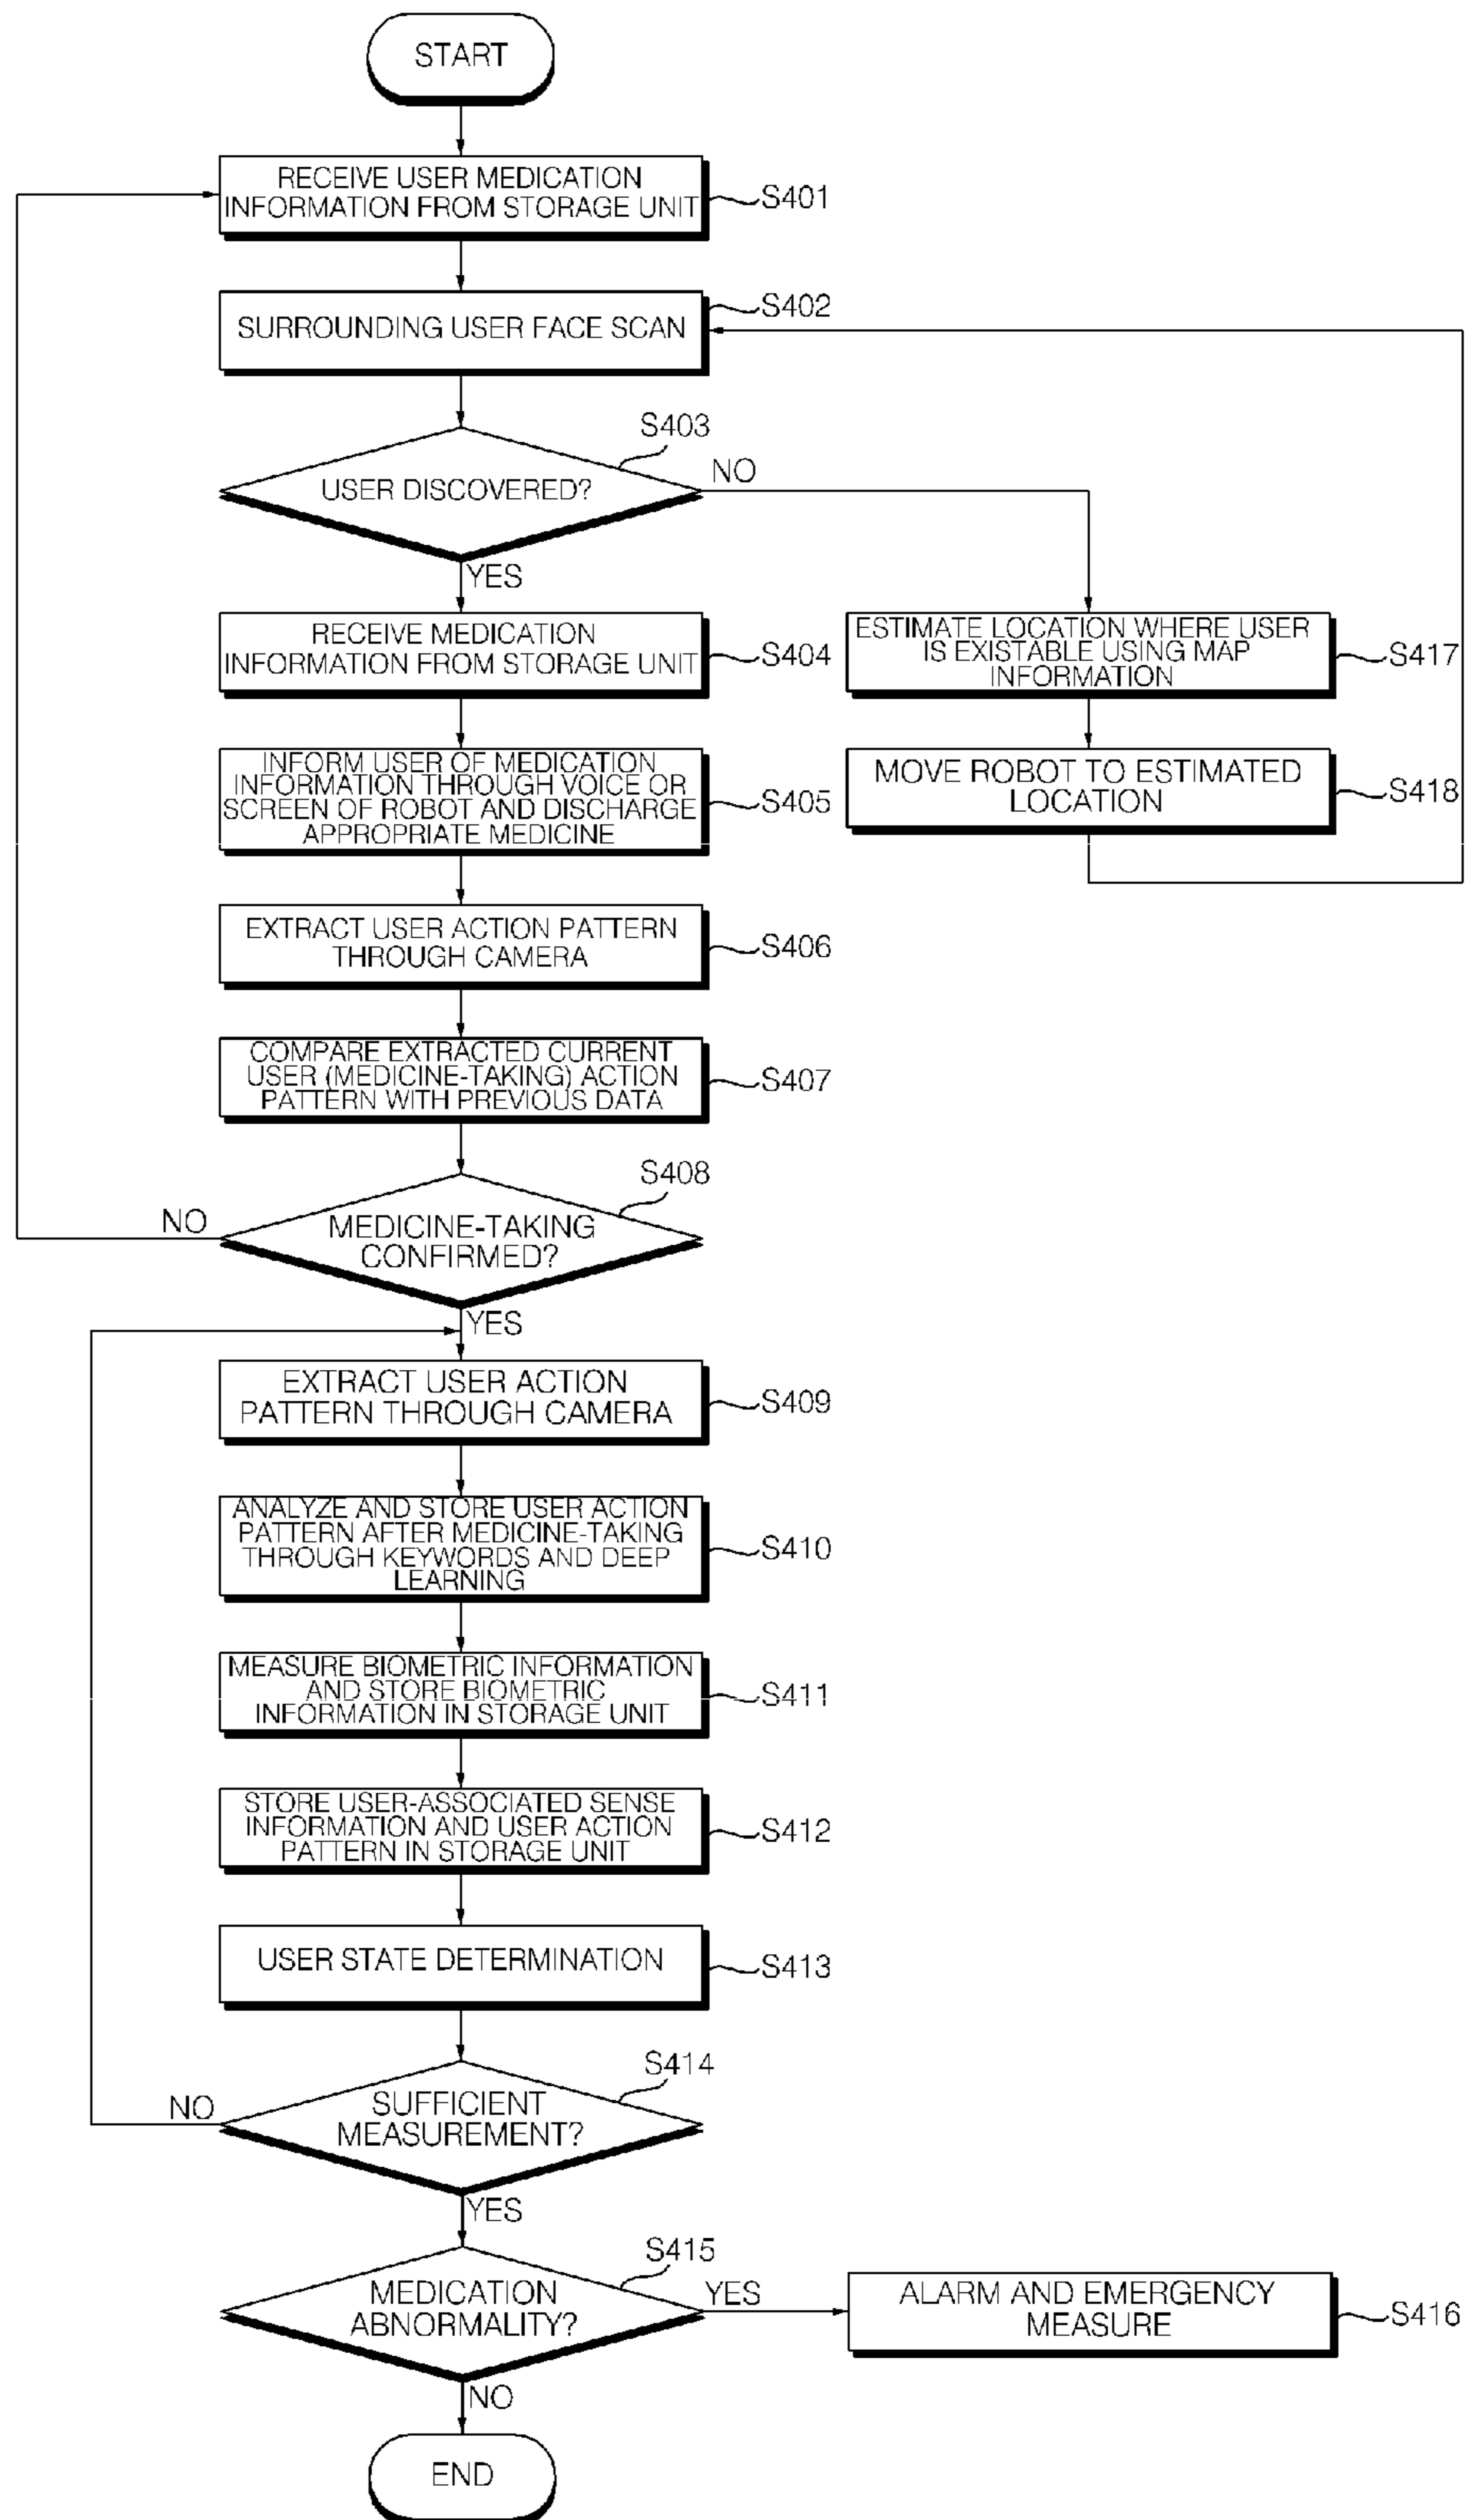 START
RECEIVE USER MEDICATION
INFORMATION FROM STORAGE UNIT
S401
SURROUNDING USER FACE SCAN
S402
S403
USER DISCOVERED?
NO
YES
RECEIVE MEDICATION
INFORMATION FROM STORAGE UNIT
S404
ESTIMATE LOCATION WHERE USER
IS EXISTABLE USING MAP
INFORMATION
S417
INFORM USER OF MEDICATION
INFORMATION THROUGH VOICE OR
SCREEN OF ROBOT AND DISCHARGE
APPROPRIATE MEDICINE
S405
MOVE ROBOT TO ESTIMATED
LOCATION
S418
EXTRACT USER ACTION PATTERN
THROUGH CAMERA
S406
COMPARE EXTRACTED CURRENT
USER (MEDICINE-TAKING) ACTION
PATTERN WITH PREVIOUS DATA
S407
S408
NO
MEDICINE-TAKING
CONFIRMED?
YES
EXTRACT USER ACTION
PATTERN THROUGH CAMERA
S409
ANALYZE AND STORE USER ACTION
PATTERN AFTER MEDICINE-TAKING
THROUGH KEYWORDS AND DEEP
LEARNING
S410
MEASURE BIOMETRIC INFORMATION
AND STORE BIOMETRIC
INFORMATION IN STORAGE UNIT
S411
STORE USER-ASSOCIATED SENSE
INFORMATION AND USER ACTION
PATTERN IN STORAGE UNIT
S412
USER STATE DETERMINATION
S413
S414
NO
SUFFICIENT
MEASUREMENT?
YES
S415
MEDICATION
ABNORMALITY?
YES
ALARM AND EMERGENCY
MEASURE
S416
NO
END